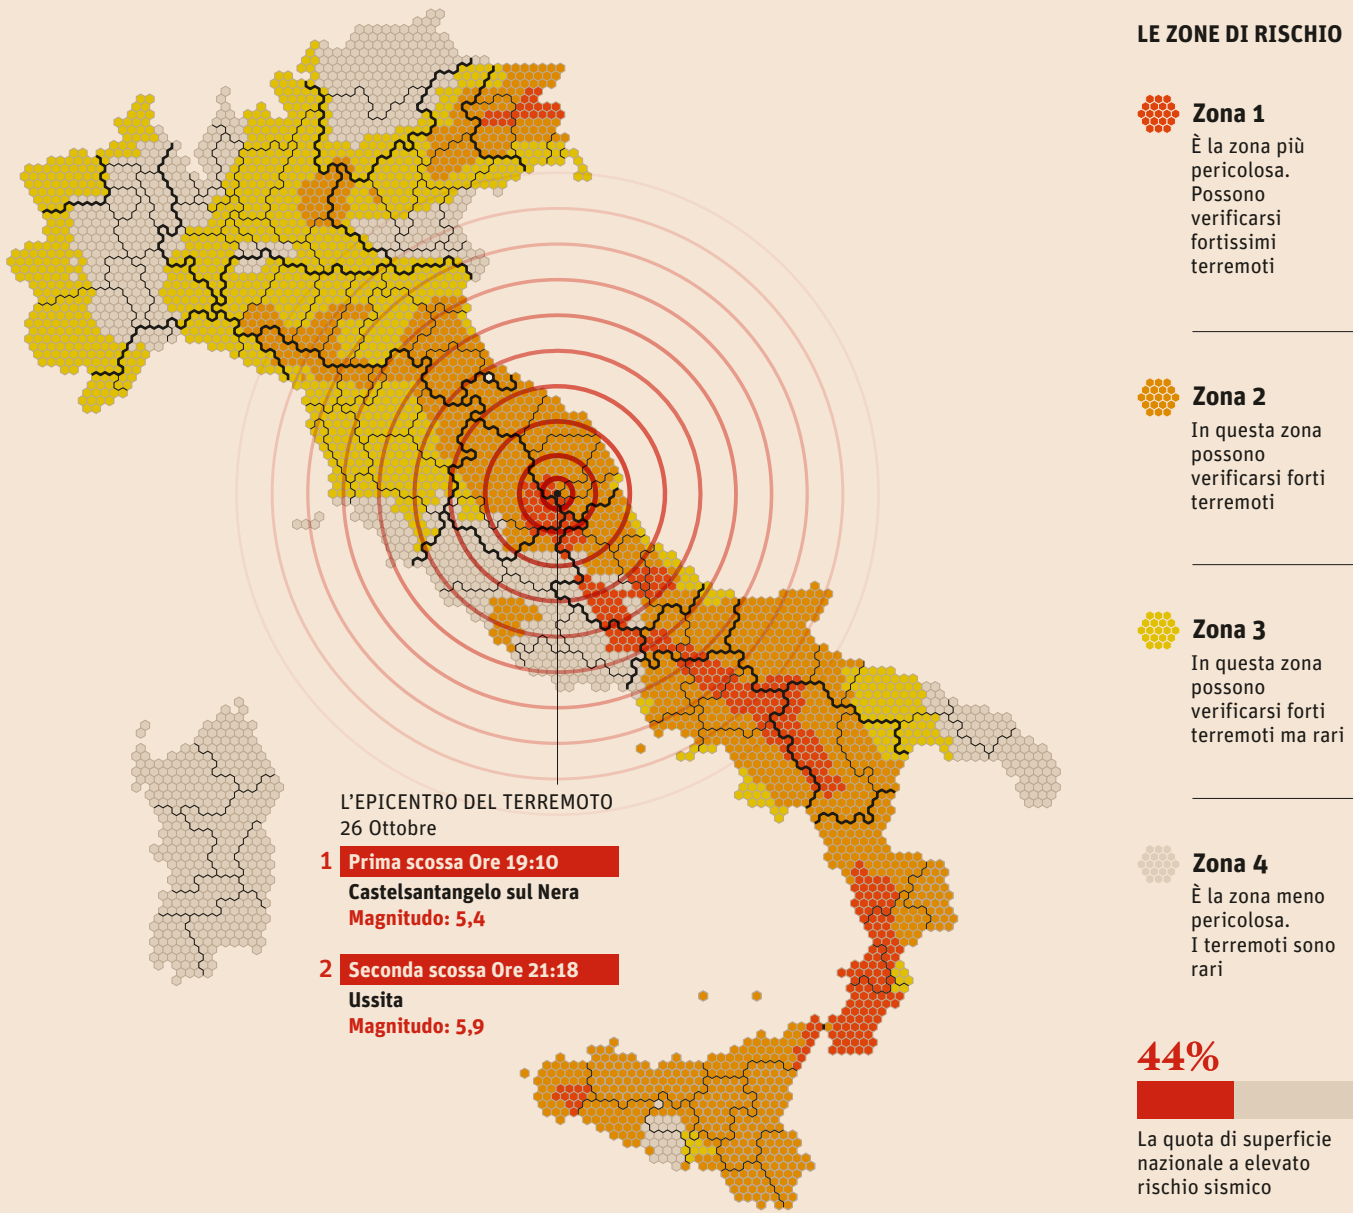 LE ZONE DI RISCHIO
Zona 1
È la zona più
pericolosa.
Possono
verificarsi
fortissimi
terremoti
Zona 2
In questa zona
possono
verificarsi forti
terremoti
Zona 3
In questa zona
possono
verificarsi forti
terremoti ma rari
Zona 4
È la zona meno
pericolosa.
I terremoti sono
rari
L'EPICENTRO DEL TERREMOTO
26 Ottobre
1 Prima scossa Ore 19:10
Castelsantangelo sul Nera
Magnitudo: 5,4
2 Seconda scossa Ore 21:18
Ussita
Magnitudo: 5,9
44%
La quota di superficie
nazionale a elevato
rischio sismico